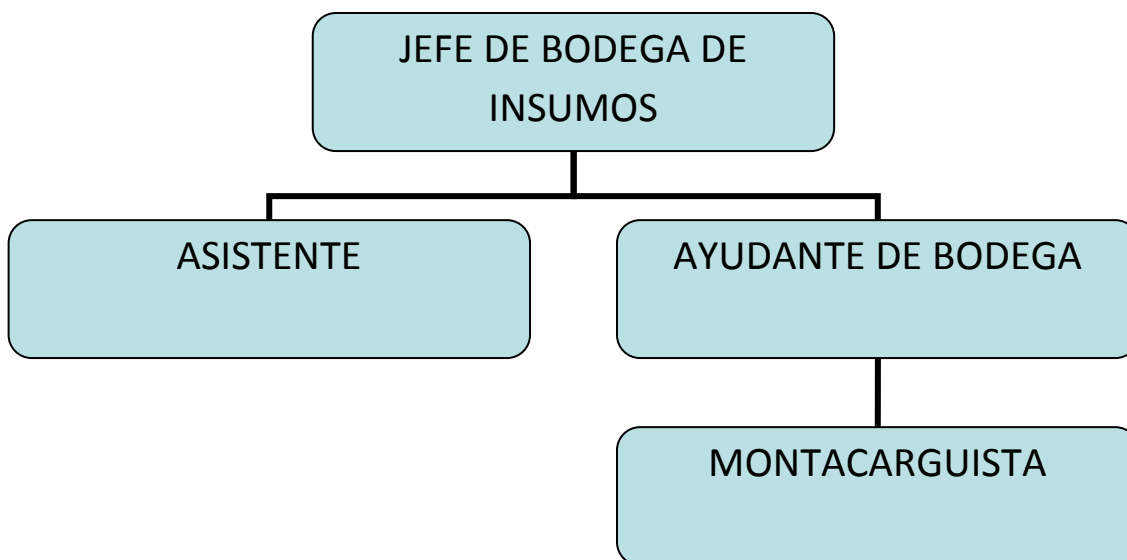 JEFE DE BODEGA DE
INSUMOS
ASISTENTE
AYUDANTE DE BODEGA
MONTACARGUISTA